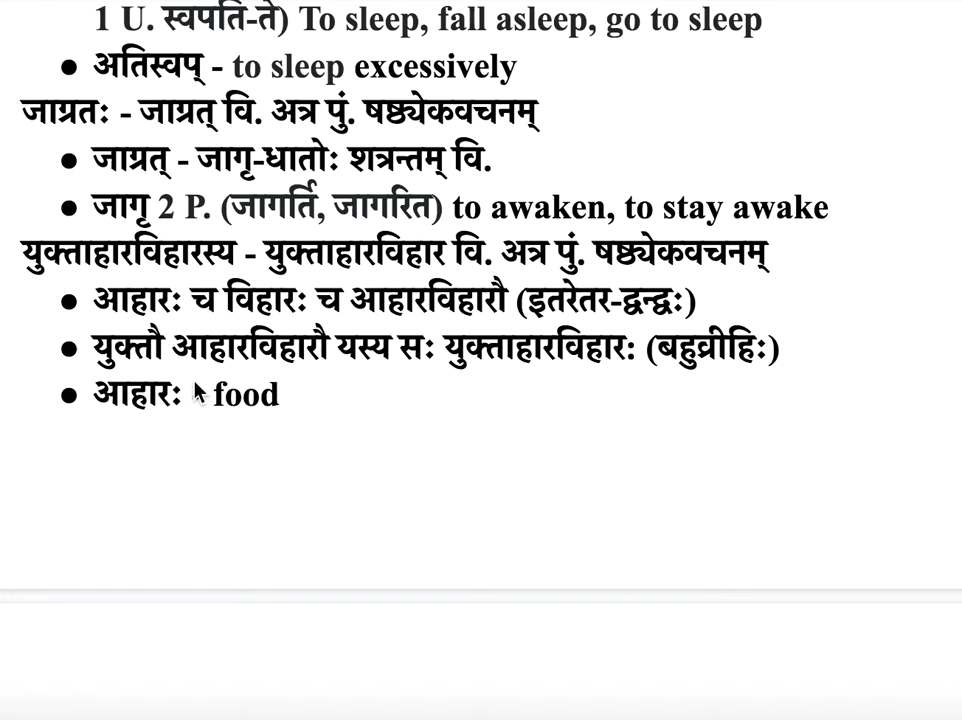 1 U. स्वपति-ते) To sleep, fall asleep, go to sleep
● अतिस्वप् - to sleep excessively
जाग्रतः - जाग्रत् वि. अत्र पुं. षष्ठ्येकवचनम्
● जाग्रत् - जागृ-धातोः शत्रन्तम् वि.
● जागृ 2 P. (जागर्ति, जागरित) to awaken, to stay awake
युक्ताहारविहारस्य - युक्ताहारविहार वि. अत्र पुं. षष्ठ्येकवचनम्
● आहारः च विहारः च आहारविहारौ (इतरेतर-द्वन्द्वः)
● युक्तौ आहारविहारौ यस्य सः युक्ताहारविहार: (बहुव्रीहिः)
● आहारः food